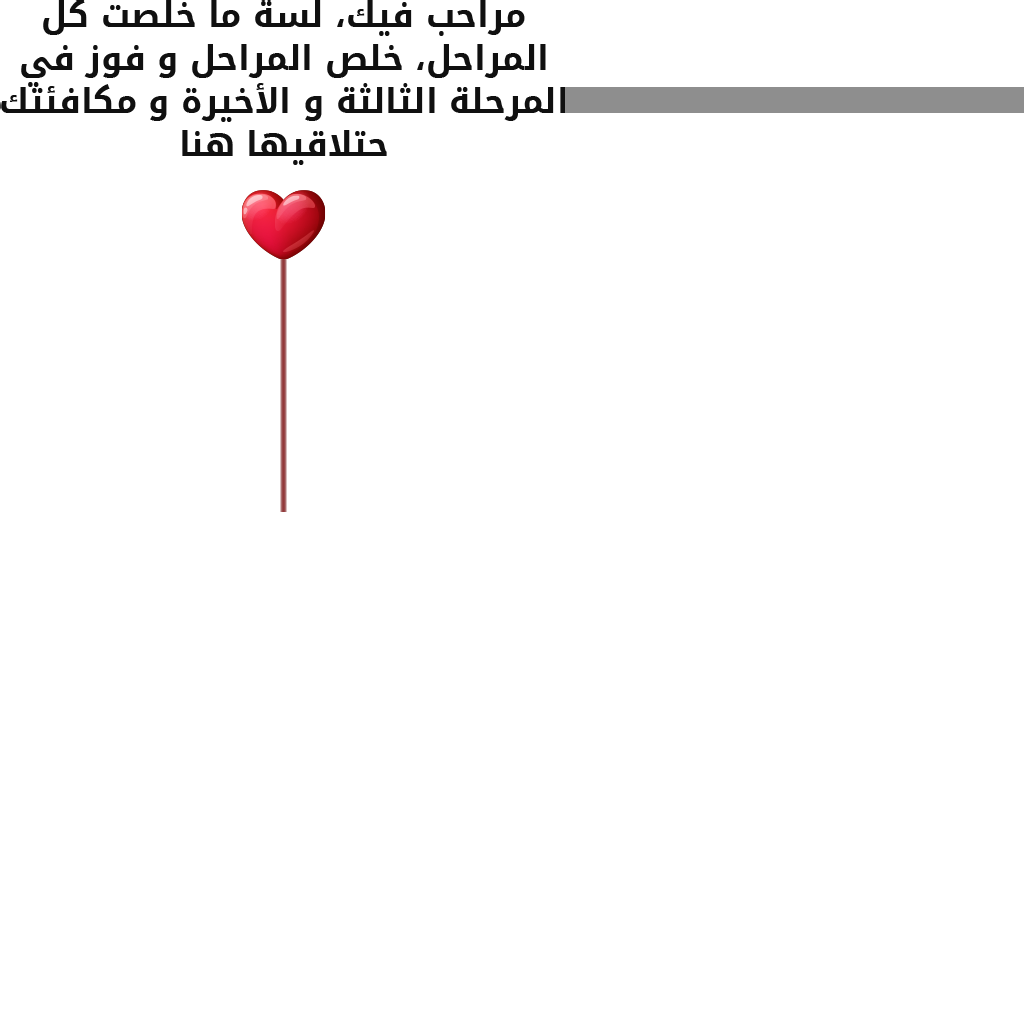 مراحب فيك، لسة ما خلصت كل
المراحل، خلص المراحل و فوز في
المرحلة الثالثة و الأخيرة و مكافئتك
حتلاقيها هنا